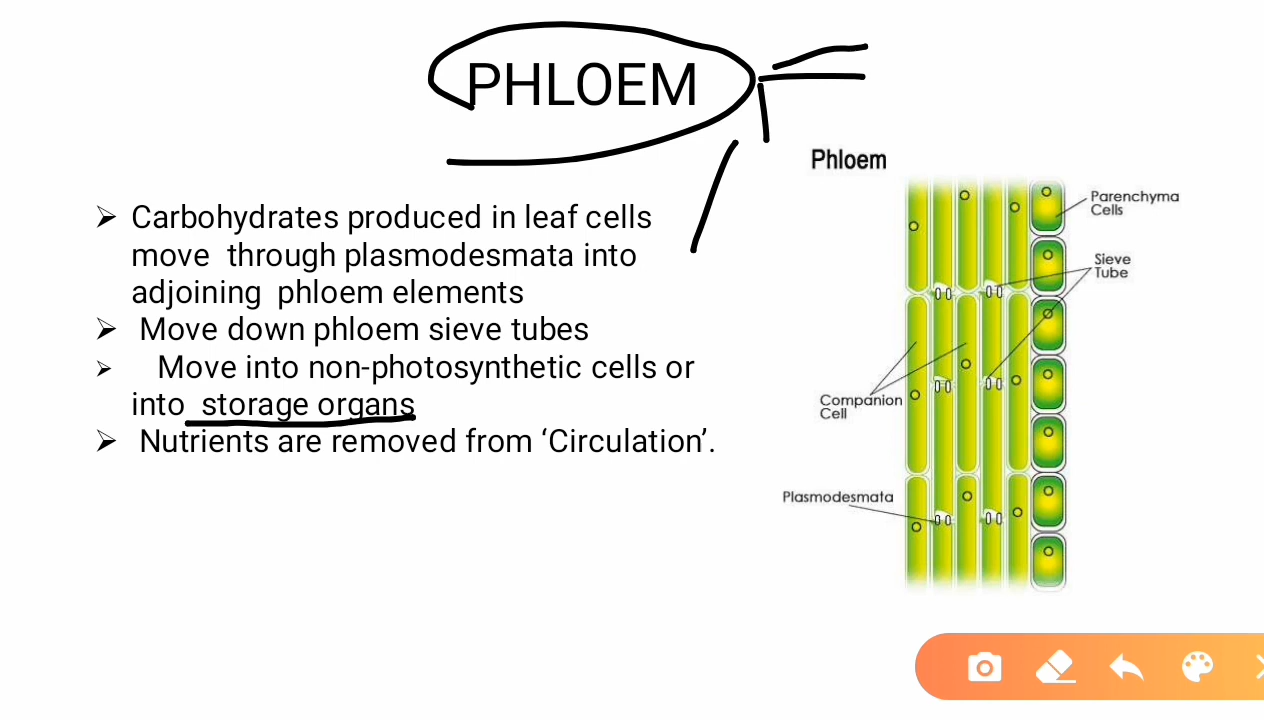 PHLOEM
➢ Carbohydrates produced in leaf cells
move through plasmodesmata into
adjoining phloem elements
➢ Move down phloem sieve tubes
➢ Move into non-photosynthetic cells or
into storage organs
➢ Nutrients are removed from ‘Circulation’.
Phloem
Parenchyma
Cells
Sieve
Tube
Companion
Cell
Plasmodesmata